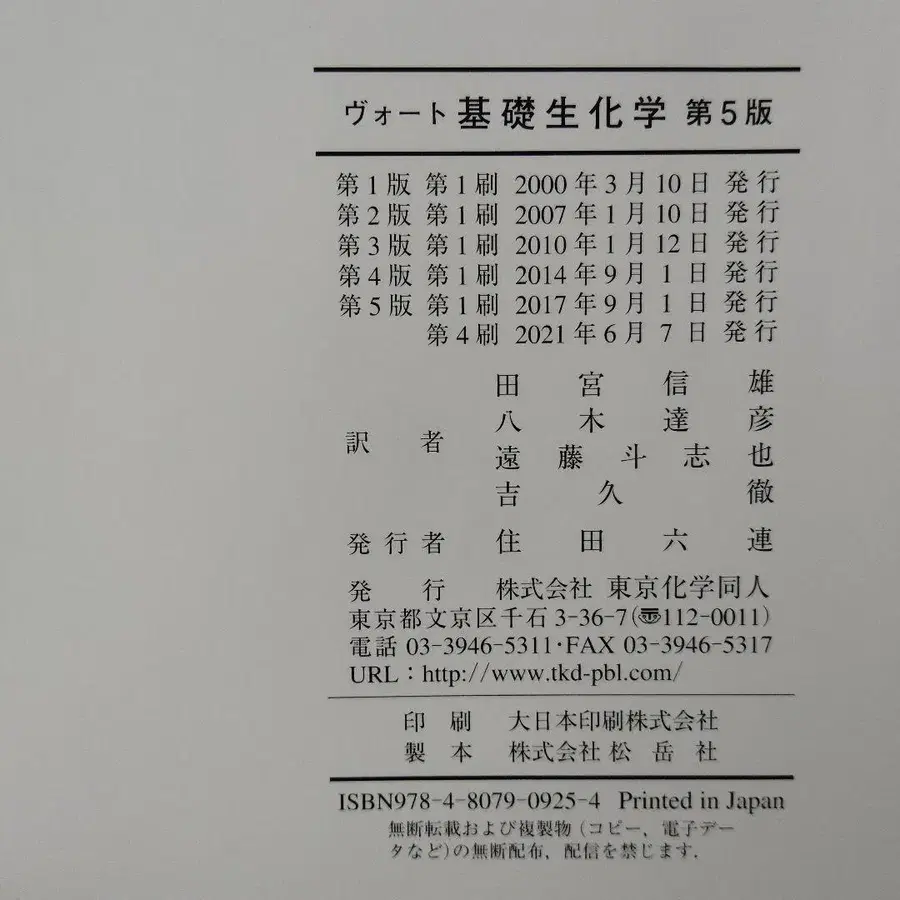 ヴォート 基礎生化学 第5版
第1版 第1刷 2000年3月10日 発行
第2版 第1刷 2007年1月10日 発行
第3版 第1刷 2010年1月12日 発行
第4版 第1刷 2014年9月1日 発行
第5版 第1刷 2017年9月1日 発行
第4刷 2021年6月7日 発行
田宮信雄
八木達彦
訳者
遠藤斗志也
吉久徹
発行者 住田六連
発行 株式会社 東京化学同人
東京都文京区千石3-36-7(〠112-0011)
電話 03-3946-5311・FAX 03-3946-5317
URL:http://www.tkd-pbl.com/
印刷 大日本印刷株式会社
製本 株式会社 松岳社
ISBN978-4-8079-0925-4 Printed in Japan
無断転載および複製物(コピー,電子デー
タなど)の無断配布,配信を禁じます.